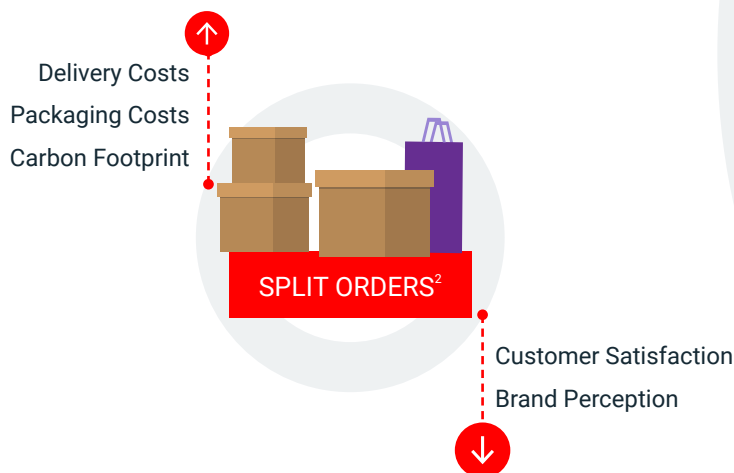 Delivery Costs
Packaging Costs
Carbon Footprint
SPLIT ORDERS²
Customer Satisfaction
Brand Perception